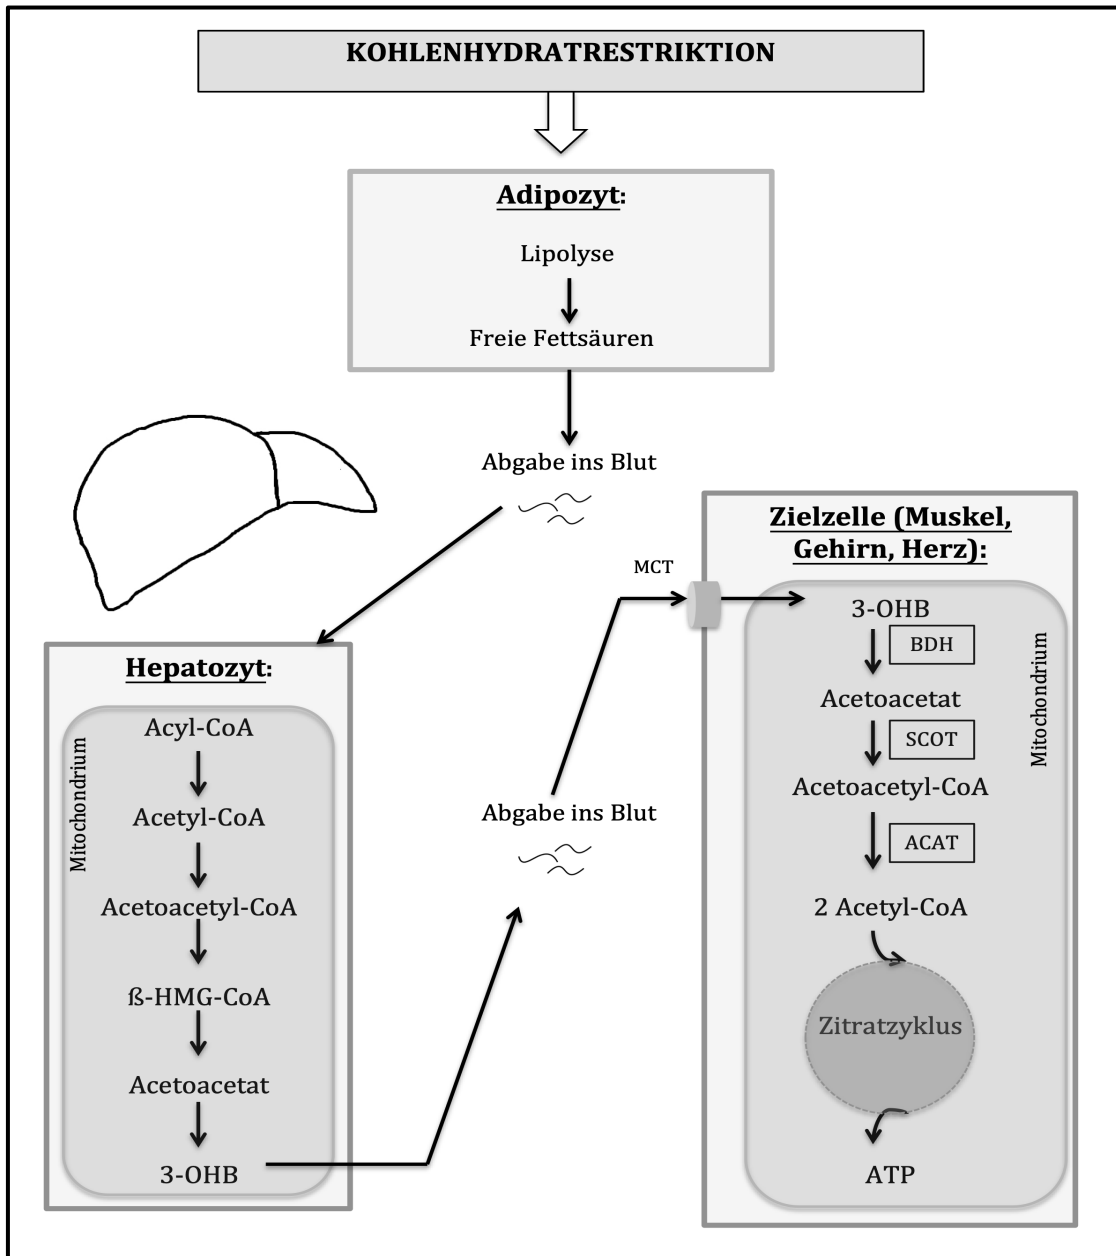 KOHLENHYDRATRESTRIKTION
Adipozyt:
Lipolyse
Freie Fettsäuren
Abgabe ins Blut
Hepatozyt:
Mitochondrium
Acyl-CoA
Acetyl-CoA
Acetoacetyl-CoA
ß-HMG-CoA
Acetoacetat
3-OHB
Abgabe ins Blut
MCT
Zielzelle (Muskel,
Gehirn, Herz):
Mitochondrium
3-OHB
BDH
Acetoacetat
SCOT
Acetoacetyl-CoA
ACAT
2 Acetyl-CoA
Zitratzyklus
ATP